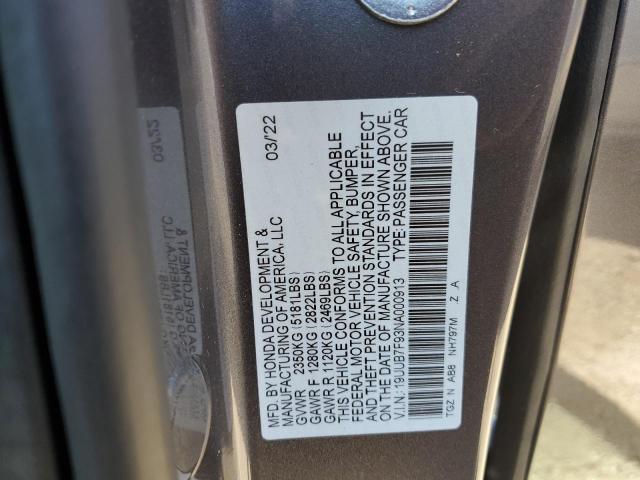 MFD. BY HONDA DEVELOPMENT &
MANUFACTURING OF AMERICA, LLC 03/'22
GVWR 2350KG (5181LBS)
GAWR F 1280KG (2822LBS)
GAWR R 1120KG (2469LBS)
THIS VEHICLE CONFORMS TO ALL APPLICABLE
FEDERAL MOTOR VEHICLE SAFETY, BUMPER,
AND THEFT PREVENTION STANDARDS IN EFFECT
ON THE DATE OF MANUFACTURE SHOWN ABOVE.
V.I.N.: 19UUB7F93NA000913 TYPE: PASSENGER CAR
TGZ N ABB NH797M Z A